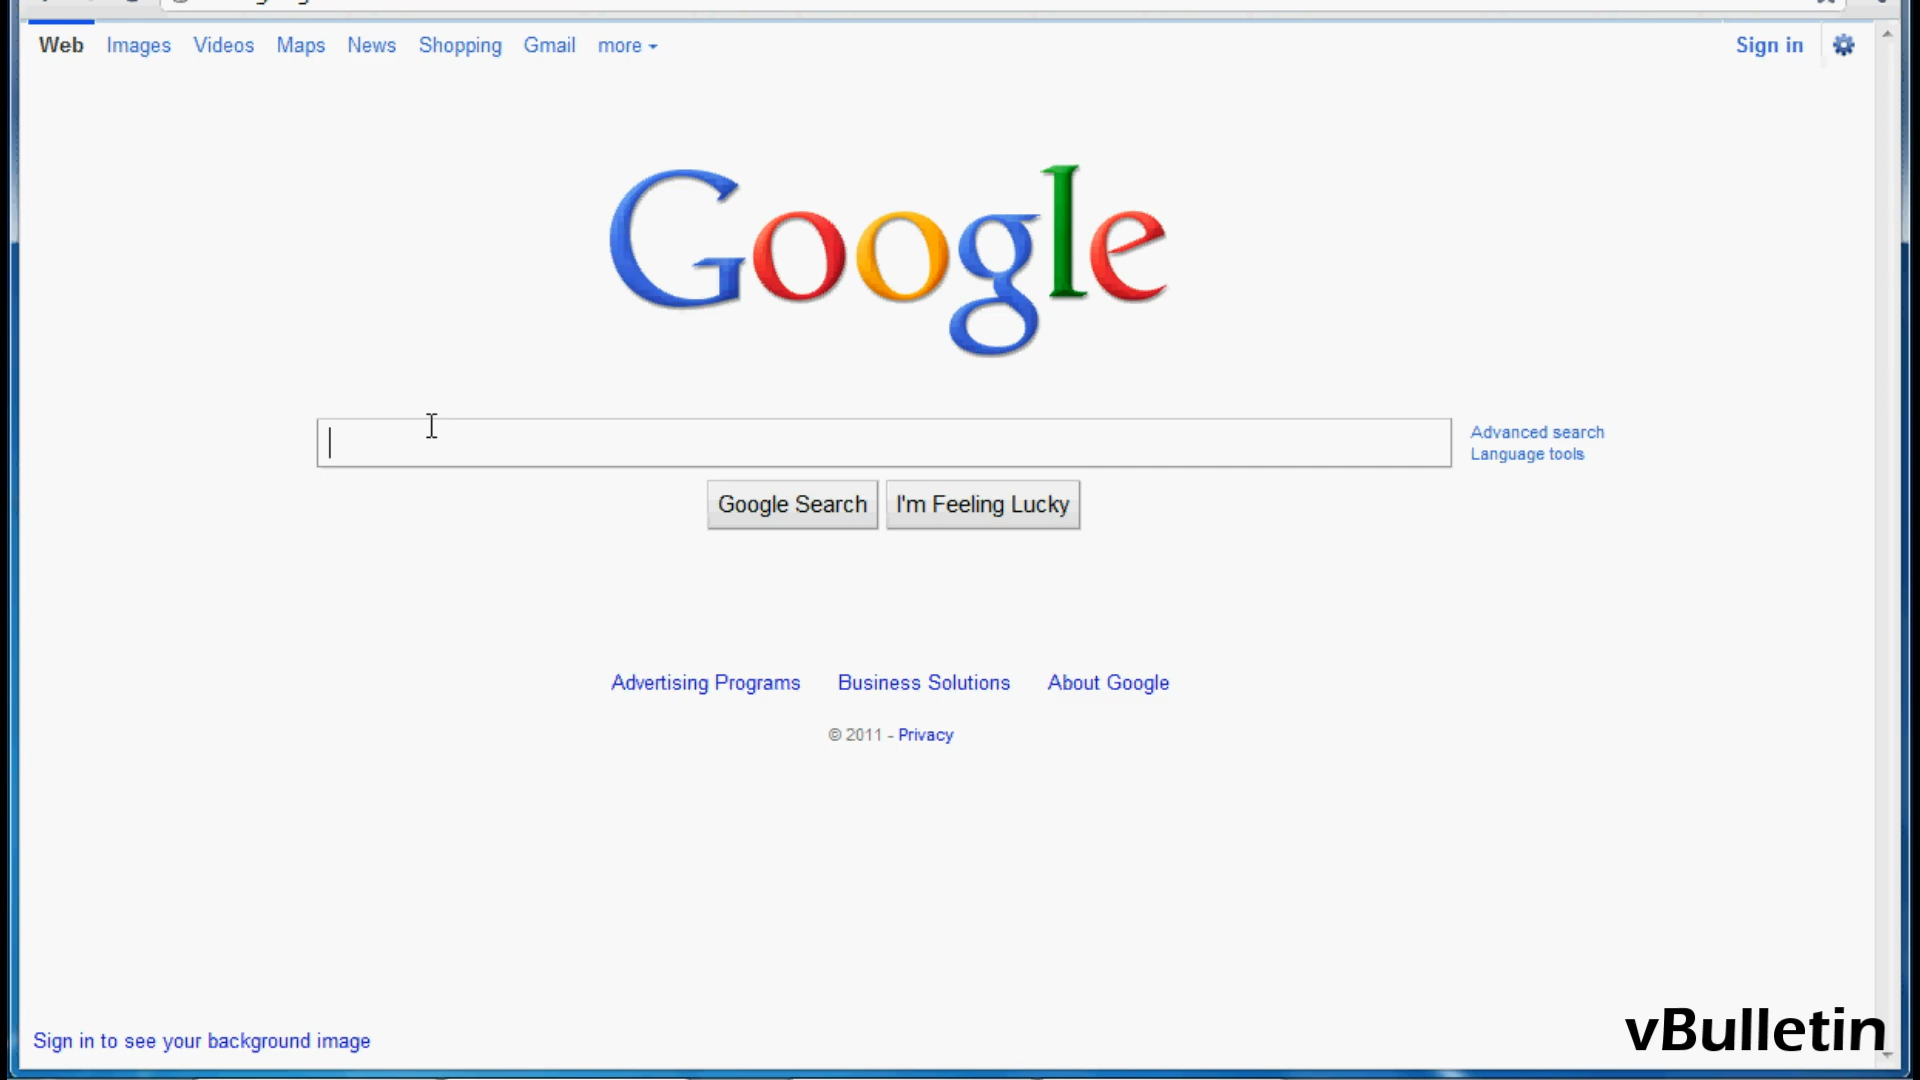 Web Images Videos Maps News Shopping Gmail more Sign in
Google
Advanced search
Language tools
Google Search I'm Feeling Lucky
Advertising Programs Business Solutions About Google
© 2011 - Privacy
Sign in to see your background image
vBulletin